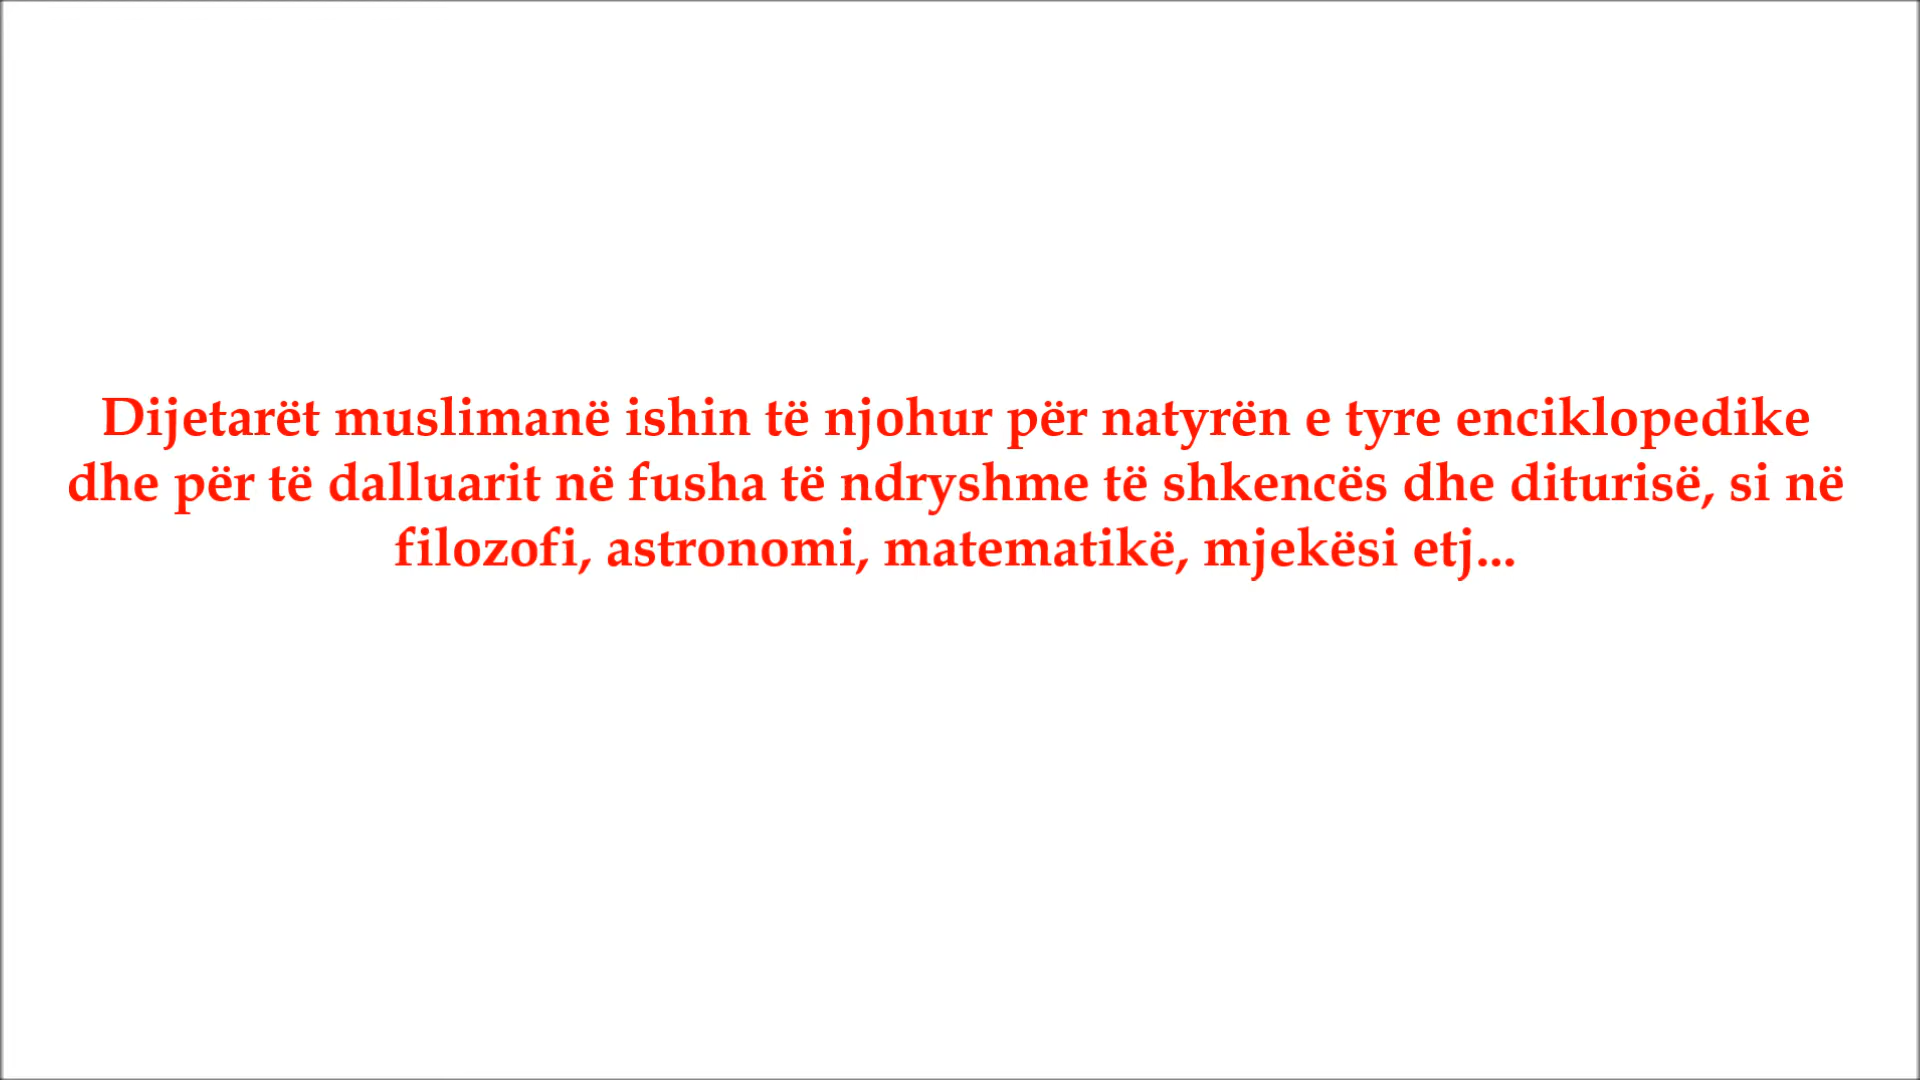 Dijetarët muslimanë ishin të njohur për natyrën e tyre enciklopedike
dhe për të dalluarit në fusha të ndryshme të shkencës dhe diturisë, si në
filozofi, astronomi, matematikë, mjekësi etj...